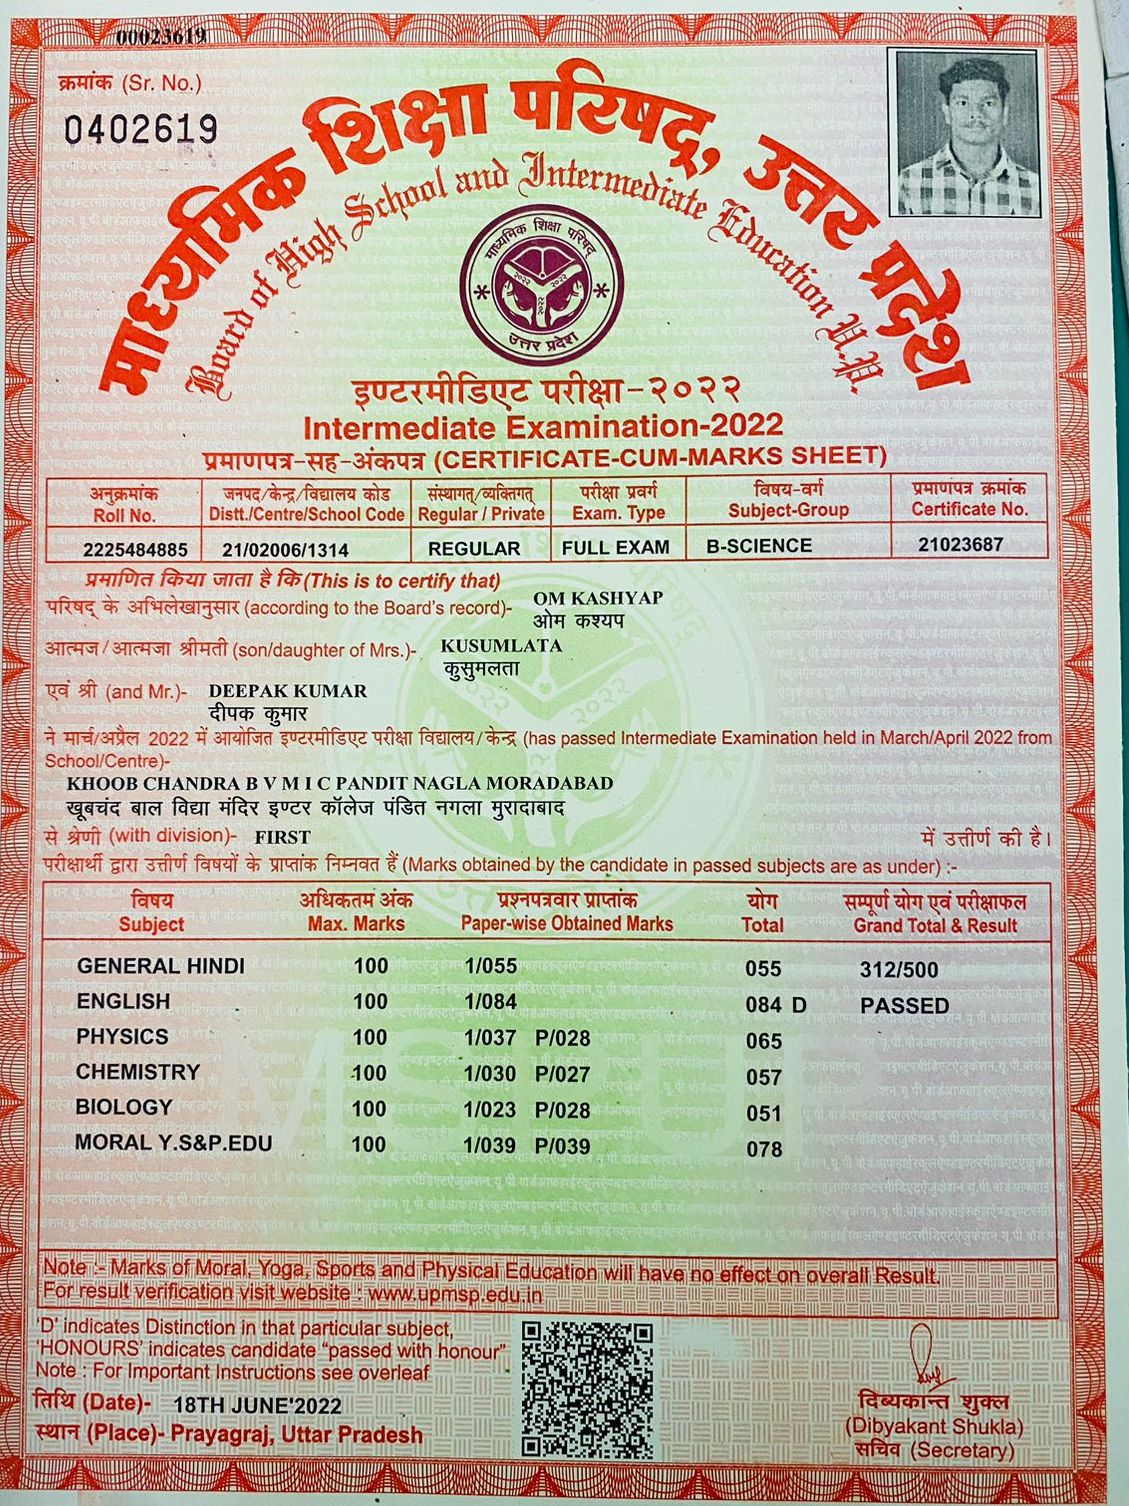 00023619
क्रमांक (Sr. No.)
0402619
माध्यमिक शिक्षा परिषद्, उत्तर प्रदेश
Board of High School and Intermediate Education U.P.
माध्यमिक शिक्षा परिषद्
२०२२ २०२२
२०२२
उत्तर प्रदेश
इण्टरमीडिएट परीक्षा-२०२२
Intermediate Examination-2022
प्रमाणपत्र-सह-अंकपत्र (CERTIFICATE-CUM-MARKS SHEET)
अनुक्रमांक जनपद/केन्द्र/विद्यालय कोड संस्थागत्/व्यक्तिगत् परीक्षा प्रवर्ग विषय-वर्ग प्रमाणपत्र क्रमांक
Roll No. Distt./Centre/School Code Regular / Private Exam. Type Subject-Group Certificate No.
2225484885 21/02006/1314 REGULAR FULL EXAM B-SCIENCE 21023687
प्रमाणित किया जाता है कि (This is to certify that)
परिषद् के अभिलेखानुसार (according to the Board's record)- OM KASHYAP
ओम कश्यप
आत्मज/आत्मजा श्रीमती (son/daughter of Mrs.)- KUSUMLATA
कुसुमलता
एवं श्री (and Mr.)- DEEPAK KUMAR
दीपक कुमार
ने मार्च/अप्रैल 2022 में आयोजित इण्टरमीडिएट परीक्षा विद्यालय/केन्द्र (has passed Intermediate Examination held in March/April 2022 from
School/Centre)-
KHOOB CHANDRA B V M I C PANDIT NAGLA MORADABAD
खूबचंद बाल विद्या मंदिर इण्टर कॉलेज पंडित नगला मुरादाबाद
से श्रेणी (with division)- FIRST में उत्तीर्ण की है।
परीक्षार्थी द्वारा उत्तीर्ण विषयों के प्राप्तांक निम्नवत हैं (Marks obtained by the candidate in passed subjects are as under) :-
विषय अधिकतम अंक प्रश्नपत्रवार प्राप्तांक योग सम्पूर्ण योग एवं परीक्षाफल
Subject Max. Marks Paper-wise Obtained Marks Total Grand Total & Result
GENERAL HINDI 100 1/055 055 312/500
ENGLISH 100 1/084 084 D PASSED
PHYSICS 100 1/037 P/028 065
CHEMISTRY 100 1/030 P/027 057
BIOLOGY 100 1/023 P/028 051
MORAL Y.S&P.EDU 100 1/039 P/039 078
Note :- Marks of Moral, Yoga, Sports and Physical Education will have no effect on overall Result.
For result verification visit website : www.upmsp.edu.in
'D' indicates Distinction in that particular subject,
'HONOURS' indicates candidate "passed with honour"
Note : For Important Instructions see overleaf
तिथि (Date)- 18TH JUNE'2022
स्थान (Place)- Prayagraj, Uttar Pradesh
दिब्यकान्त शुक्ल
(Dibyakant Shukla)
सचिव (Secretary)